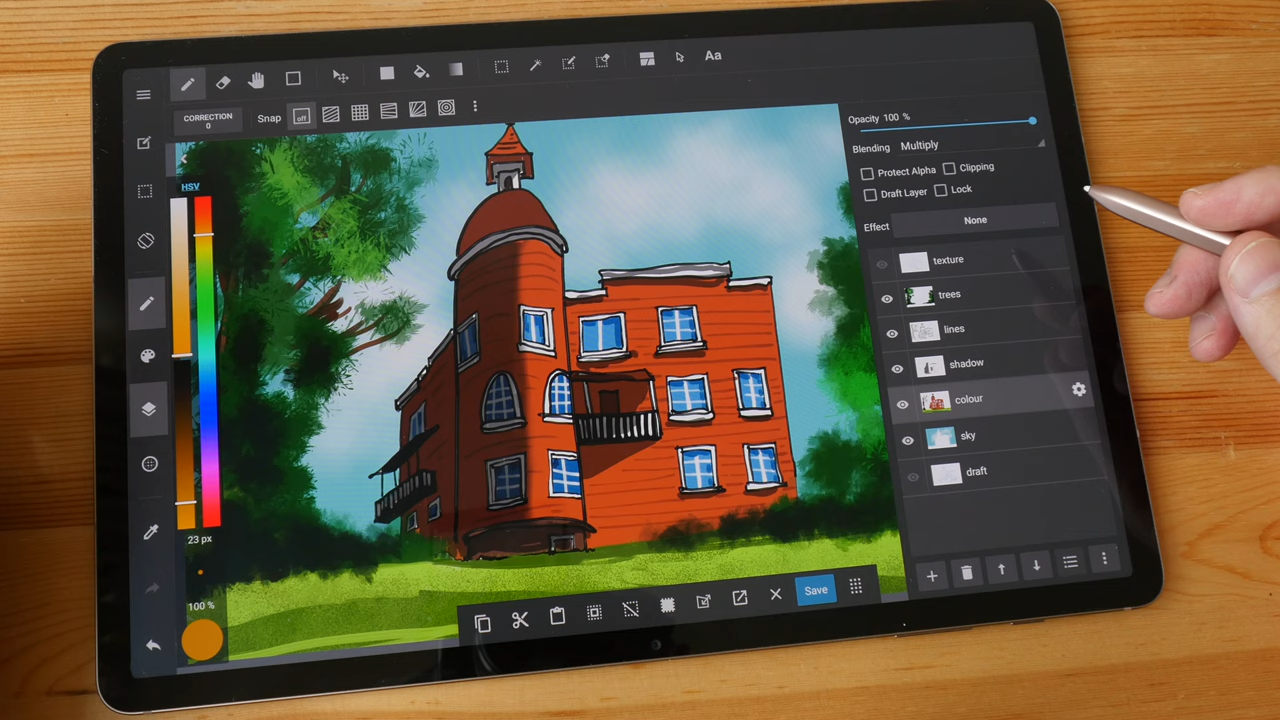 Aa
CORRECTION
0
Snap
off
HSV
23 px
100 %
Opacity 100 %
Blending Multiply
Protect Alpha
Clipping
Draft Layer
Lock
Effect None
texture
trees
lines
shadow
colour
sky
draft
Save